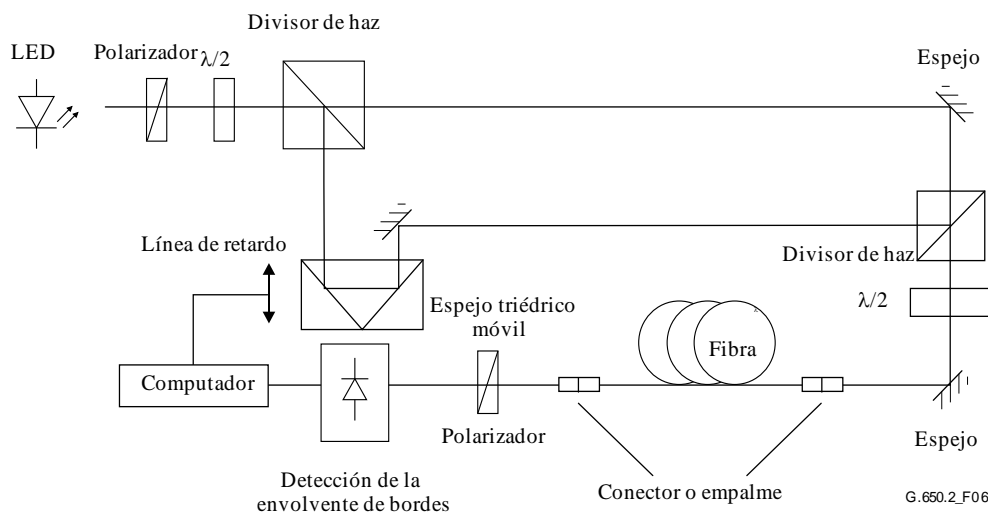 Divisor de haz
LED
Polarizador
λ/2
Espejo
Línea de retardo
Divisor de haz
Espejo triédrico
móvil
λ/2
Fibra
Computador
Polarizador
Espejo
Detección de la
envolvente de bordes
Conector o empalme
G.650.2_F06